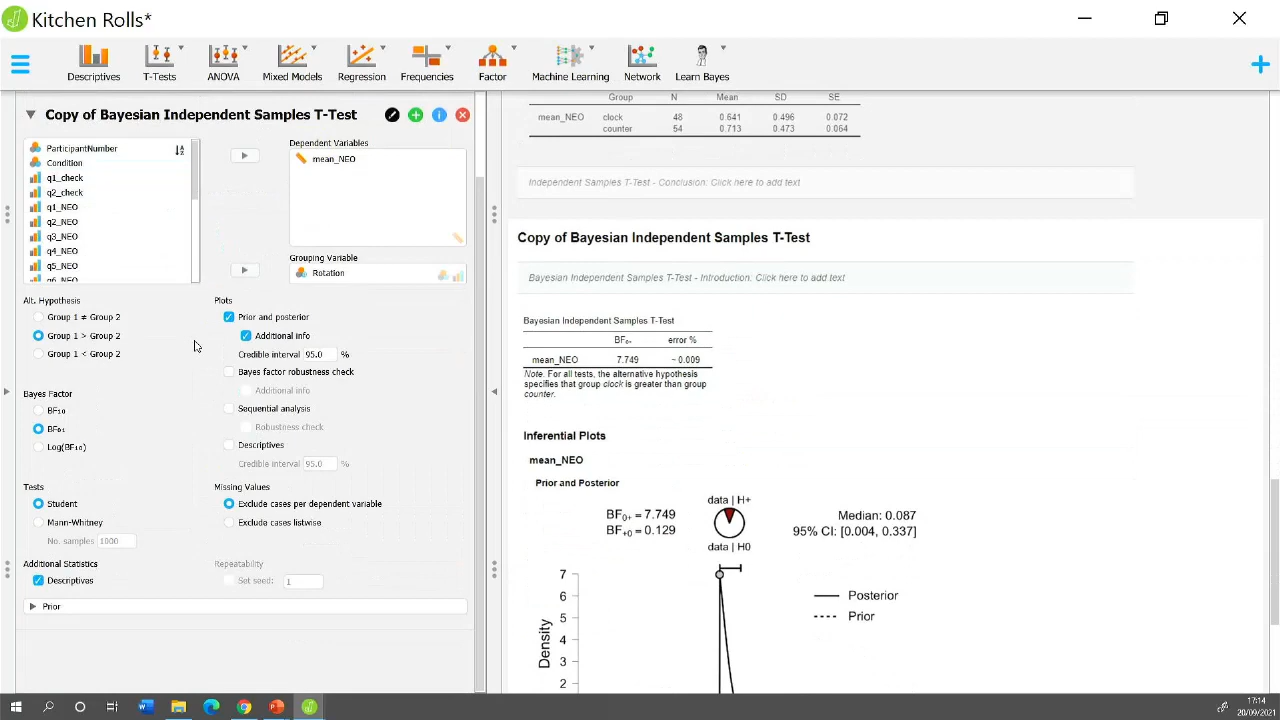 Kitchen Rolls*
Descriptives T-Tests ANOVA Mixed Models Regression Frequencies Factor Machine Learning Network Learn Bayes
Copy of Bayesian Independent Samples T-Test
ParticipantNumber
Condition
q1_check
q2_check
q1_NEO
q2_NEO
q3_NEO
q4_NEO
q5_NEO
q6_NEO
Dependent Variables
mean_NEO
Grouping Variable
Rotation
Alt. Hypothesis
Group 1 ≠ Group 2
Group 1 > Group 2
Group 1 < Group 2
Bayes Factor
BF₁₀
BF₀₁
Log(BF₁₀)
Tests
Student
Mann-Whitney
No. samples 1000
Additional Statistics
Descriptives
Plots
Prior and posterior
Additional info
Credible interval 95.0 %
Bayes factor robustness check
Additional info
Sequential analysis
Robustness check
Descriptives
Credible interval 95.0 %
Missing Values
Exclude cases per dependent variable
Exclude cases listwise
Repeatability
Set seed: 1
Prior
Group N Mean SD SE
mean_NEO clock 48 0.641 0.496 0.072
counter 54 0.713 0.473 0.064
Independent Samples T-Test - Conclusion: Click here to add text
Copy of Bayesian Independent Samples T-Test
Bayesian Independent Samples T-Test - Introduction: Click here to add text
Bayesian Independent Samples T-Test
BF₀₊ error %
mean_NEO 7.749 ~ 0.009
Note. For all tests, the alternative hypothesis
specifies that group clock is greater than group
counter.
Inferential Plots
mean_NEO
Prior and Posterior
data | H+
BF₀₊ = 7.749
BF₊₀ = 0.129
Median: 0.087
95% CI: [0.004, 0.337]
data | H0
7
6
5
4
3
2
Density
Posterior
Prior
17:14
20/09/2021